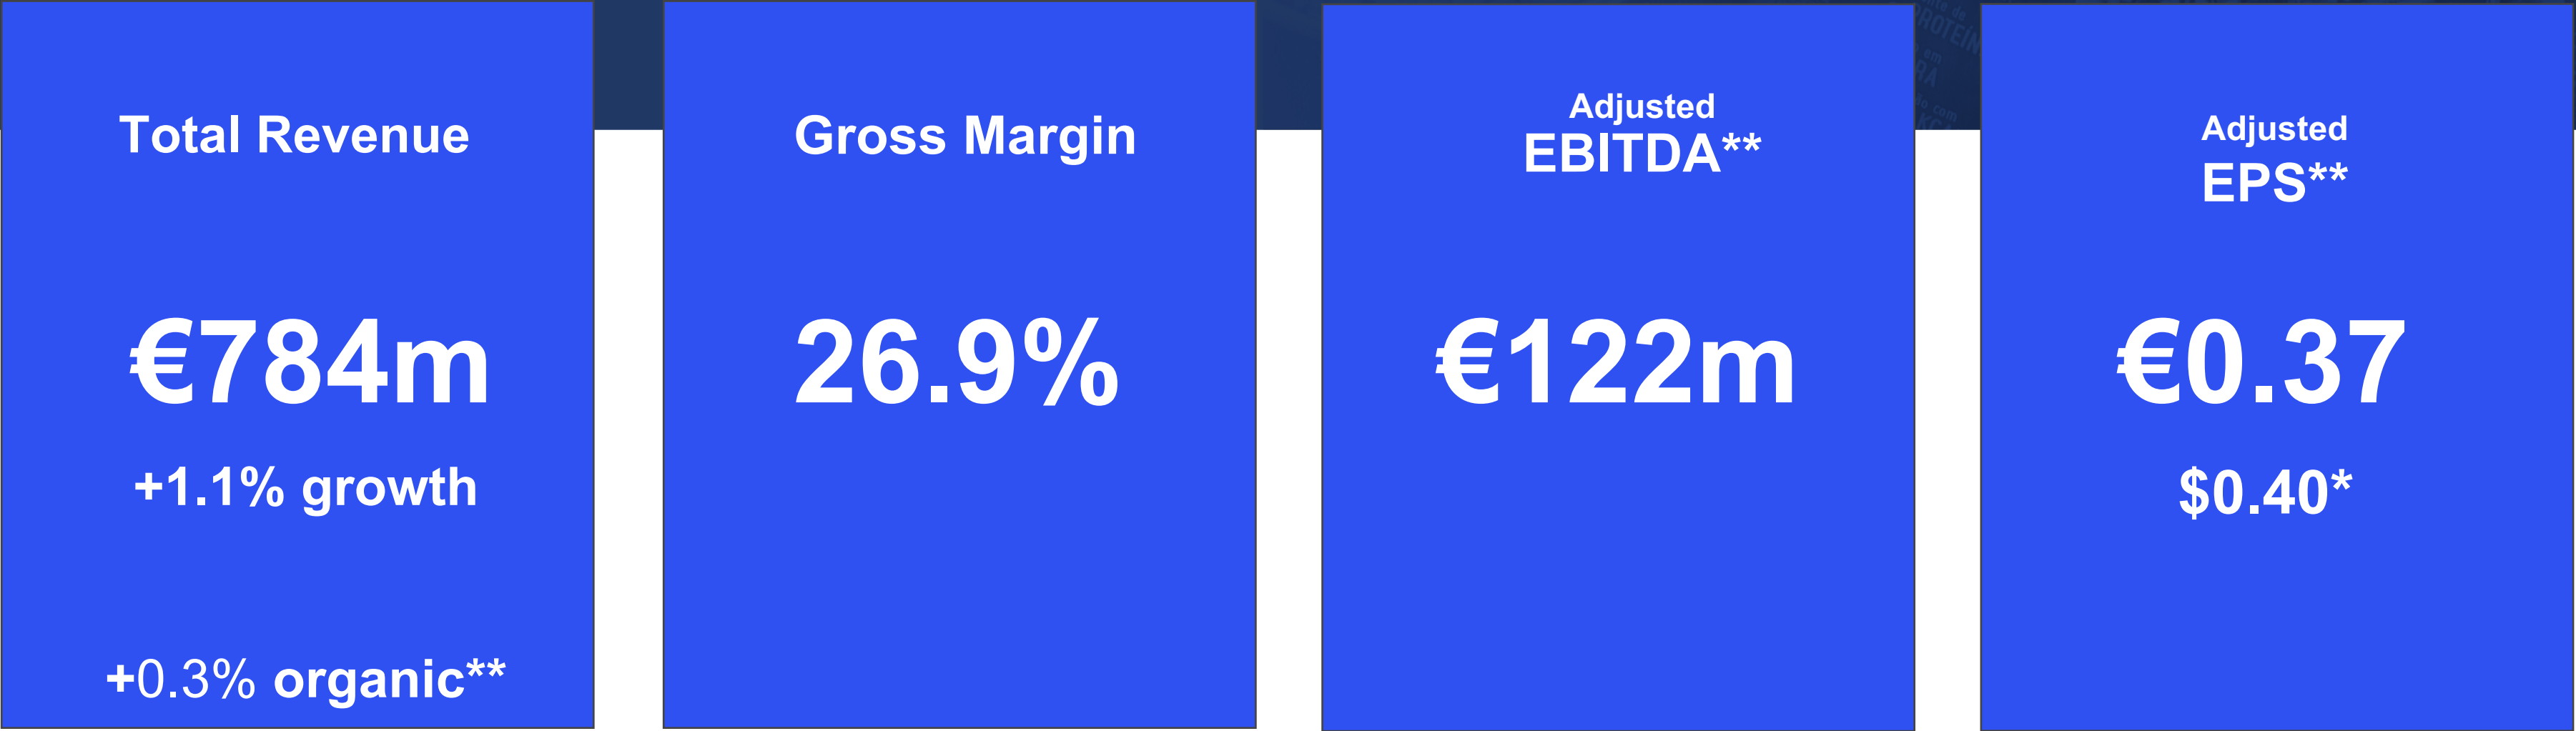 Total Revenue
€784m
+1.1% growth
+0.3% organic**
Gross Margin
26.9%
Adjusted
EBITDA**
€122m
Adjusted
EPS**
€0.37
$0.40*